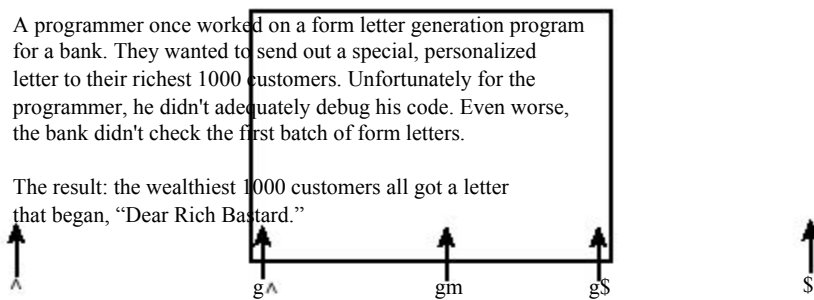 A programmer once worked on a form letter generation program
for a bank. They wanted to send out a special, personalized
letter to their richest 1000 customers. Unfortunately for the
programmer, he didn't adequately debug his code. Even worse,
the bank didn't check the first batch of form letters.
The result: the wealthiest 1000 customers all got a letter
that began, “Dear Rich Bastard.”
^ g^ gm g$ $